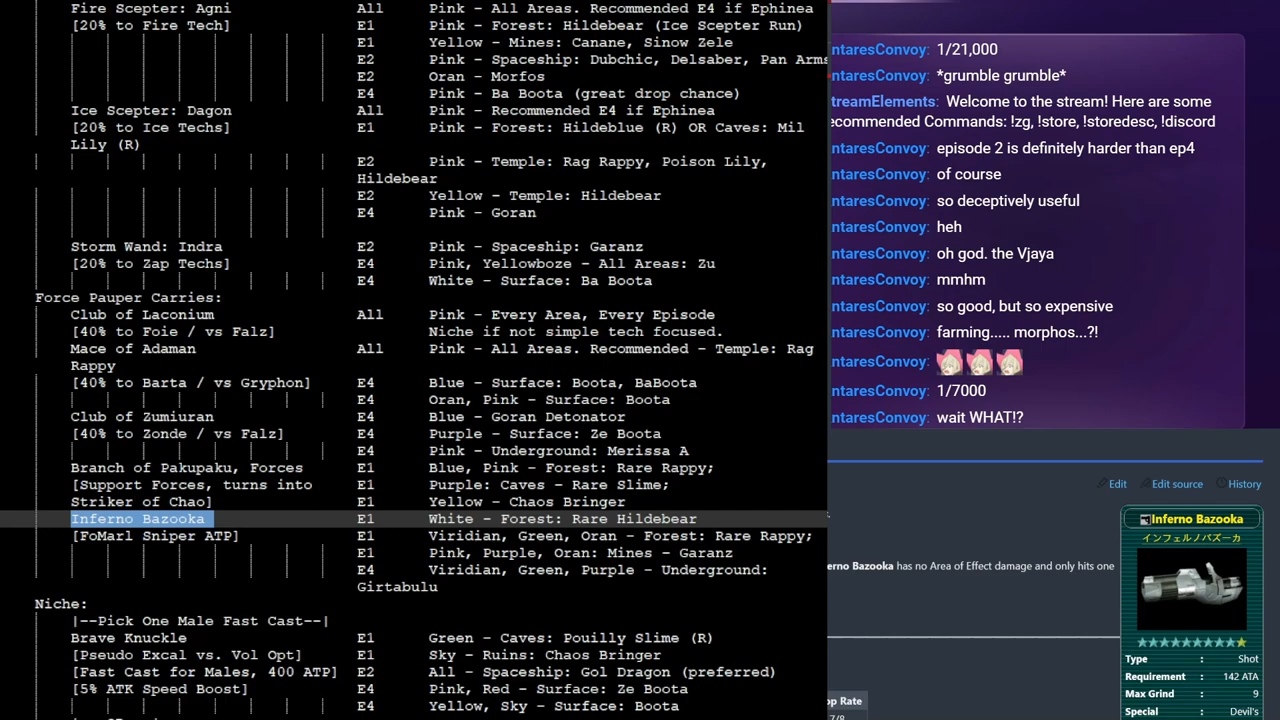 Fire Scepter: Agni All Pink - All Areas. Recommended E4 if Ephinea
[20% to Fire Tech] E1 Pink - Forest: Hildebear (Ice Scepter Run)
E1 Yellow - Mines: Canane, Sinow Zele
E2 Pink - Spaceship: Dubchic, Delsaber, Pan Arms
E2 Oran - Morfos
E4 Pink - Ba Boota (great drop chance)
Ice Scepter: Dagon All Pink - Recommended E4 if Ephinea
[20% to Ice Techs] E1 Pink - Forest: Hildeblue (R) OR Caves: Mil
Lily (R)
E2 Pink - Temple: Rag Rappy, Poison Lily,
Hildebear
E2 Yellow - Temple: Hildebear
E4 Pink - Goran
Storm Wand: Indra E2 Pink - Spaceship: Garanz
[20% to Zap Techs] E4 Pink, Yellowboze - All Areas: Zu
E4 White - Surface: Ba Boota
Force Pauper Carries:
Club of Laconium All Pink - Every Area, Every Episode
[40% to Foie / vs Falz] Niche if not simple tech focused.
Mace of Adaman All Pink - All Areas. Recommended - Temple: Rag
Rappy
[40% to Barta / vs Gryphon] E4 Blue - Surface: Boota, BaBoota
E4 Oran, Pink - Surface: Boota
Club of Zumiuran E4 Blue - Goran Detonator
[40% to Zonde / vs Falz] E4 Purple - Surface: Ze Boota
E4 Pink - Underground: Merissa A
Branch of Pakupaku, Forces E1 Blue, Pink - Forest: Rare Rappy;
[Support Forces, turns into E1 Purple: Caves - Rare Slime;
Striker of Chao] E1 Yellow - Chaos Bringer
Inferno Bazooka E1 White - Forest: Rare Hildebear
[FoMarl Sniper ATP] E1 Viridian, Green, Oran - Forest: Rare Rappy;
E1 Pink, Purple, Oran: Mines - Garanz
E4 Viridian, Green, Purple - Underground:
Girtabulu
Niche:
|--Pick One Male Fast Cast--|
Brave Knuckle E1 Green - Caves: Pouilly Slime (R)
[Pseudo Excal vs. Vol Opt] E1 Sky - Ruins: Chaos Bringer
[Fast Cast for Males, 400 ATP] E2 All - Spaceship: Gol Dragon (preferred)
[5% ATK Speed Boost] E4 Pink, Red - Surface: Ze Boota
E4 Yellow, Sky - Surface: Boota
ntaresConvoy: 1/21,000
ntaresConvoy: *grumble grumble*
treamElements: Welcome to the stream! Here are some
ecommended Commands: !zg, !store, !storedesc, !discord
ntaresConvoy: episode 2 is definitely harder than ep4
ntaresConvoy: of course
ntaresConvoy: so deceptively useful
ntaresConvoy: heh
ntaresConvoy: oh god. the Vjaya
ntaresConvoy: mmhm
ntaresConvoy: so good, but so expensive
ntaresConvoy: farming..... morphos...?!
ntaresConvoy:
ntaresConvoy: 1/7000
ntaresConvoy: wait WHAT!?
Edit Edit source History
Inferno Bazooka
インフェルノバズーカ
erno Bazooka has no Area of Effect damage and only hits one
Type : Shot
Requirement : 142 ATA
Max Grind : 9
Special : Devil's
op Rate
7/8